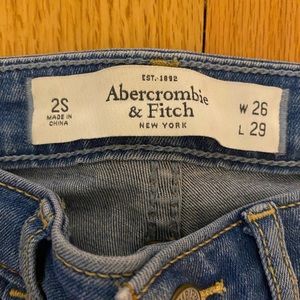 EST. 1892
2S
MADE IN
CHINA
Abercrombie
& Fitch
NEW YORK
W 26
L 29